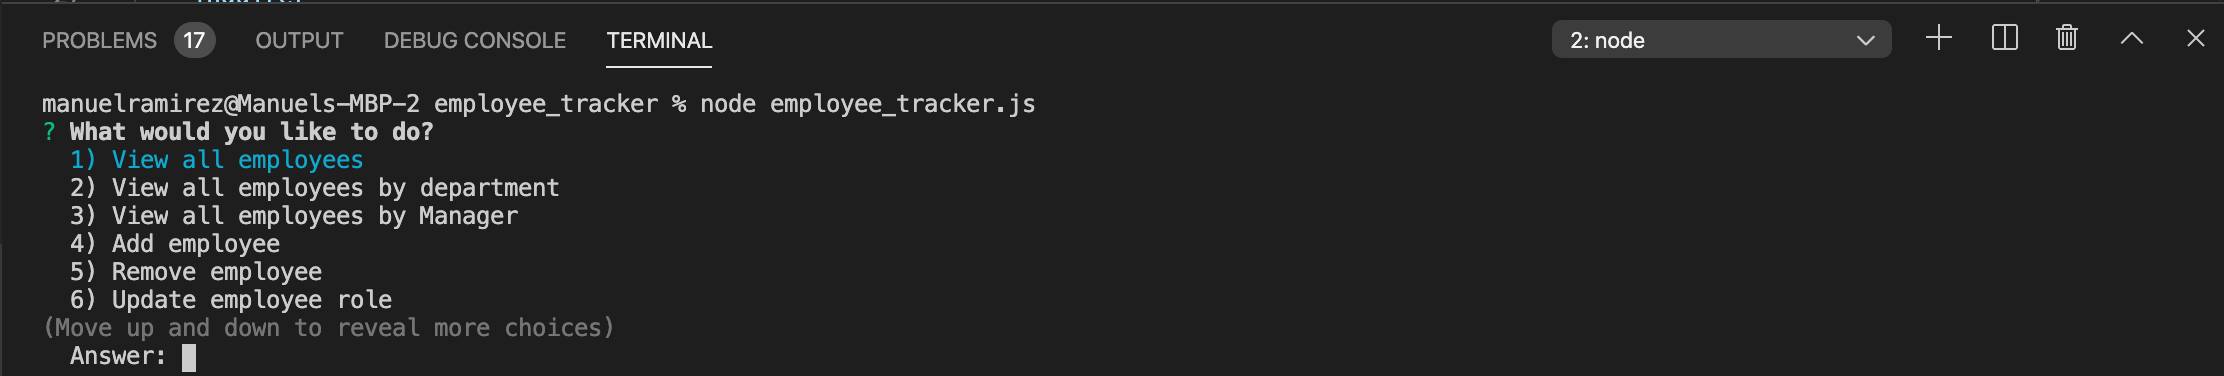 PROBLEMS 17 OUTPUT DEBUG CONSOLE TERMINAL 2: node
manuelramirez@Manuels-MBP-2 employee_tracker % node employee_tracker.js
? What would you like to do?
1) View all employees
2) View all employees by department
3) View all employees by Manager
4) Add employee
5) Remove employee
6) Update employee role
(Move up and down to reveal more choices)
Answer: